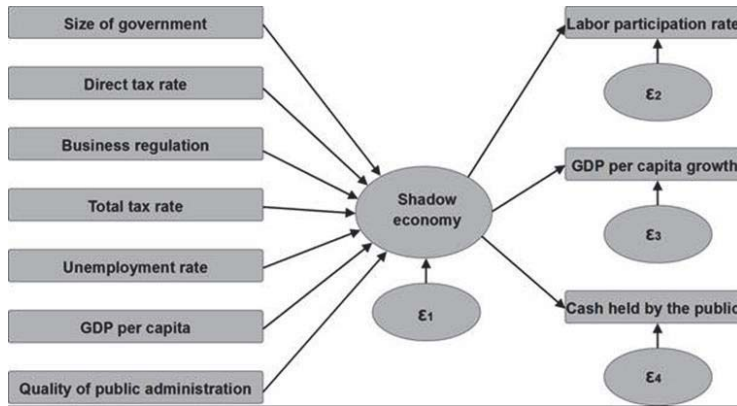 Size of government
Direct tax rate
Business regulation
Total tax rate
Unemployment rate
GDP per capita
Quality of public administration
Shadow
economy
ε1
Labor participation rate
ε2
GDP per capita growth
ε3
Cash held by the public
ε4